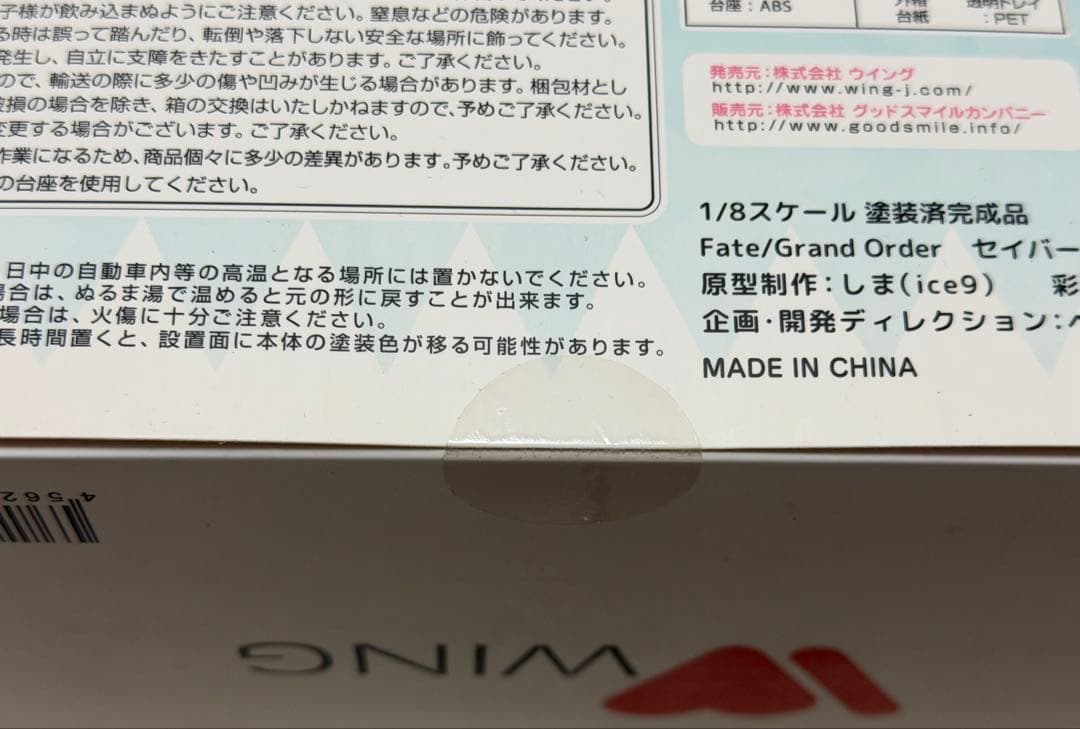 子様が飲み込まぬようにご注意ください。窒息などの危険があります。
る時は誤って踏んだり、転倒や落下しない安全な場所に飾ってください。
発生し、自立に支障をきたすことがあります。ご了承ください。
ので、輸送の際に多少の傷や凹みが生じる場合があります。梱包材とし
破損の場合を除き、箱の交換はいたしかねますので、予めご了承ください。
変更する場合がございます。ご了承ください。
作業になるため、商品個々に多少の差異があります。予めご了承ください。
の台座を使用してください。
日中の自動車内等の高温となる場所には置かないでください。
場合は、ぬるま湯で温めると元の形に戻すことが出来ます。
場合は、火傷に十分ご注意ください。
長時間置くと、設置面に本体の塗装色が移る可能性があります。
台座：ABS
外箱
台紙
透明トレイ
：PET
発売元：株式会社 ウイング
http://www.wing-j.com/
販売元：株式会社 グッドスマイルカンパニー
http://www.goodsmile.info/
1/8スケール 塗装済完成品
Fate/Grand Order セイバー
原型制作：しま(ice9) 彩
企画・開発ディレクション：
MADE IN CHINA
4562
WING